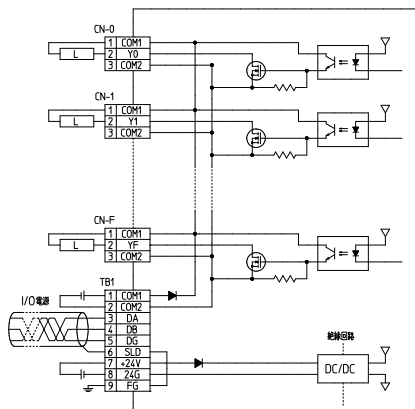 CN-0
1 COM1
L 2 Y0
3 COM2
CN-1
1 COM1
L 2 Y1
3 COM2
CN-F
1 COM1
L 2 YF
3 COM2
TB1
I/O電源
1 COM1
2 COM2
3 DA
4 DB
5 DG
6 SLD
7 +24V
8 24G
9 FG
絶縁回路
DC/DC